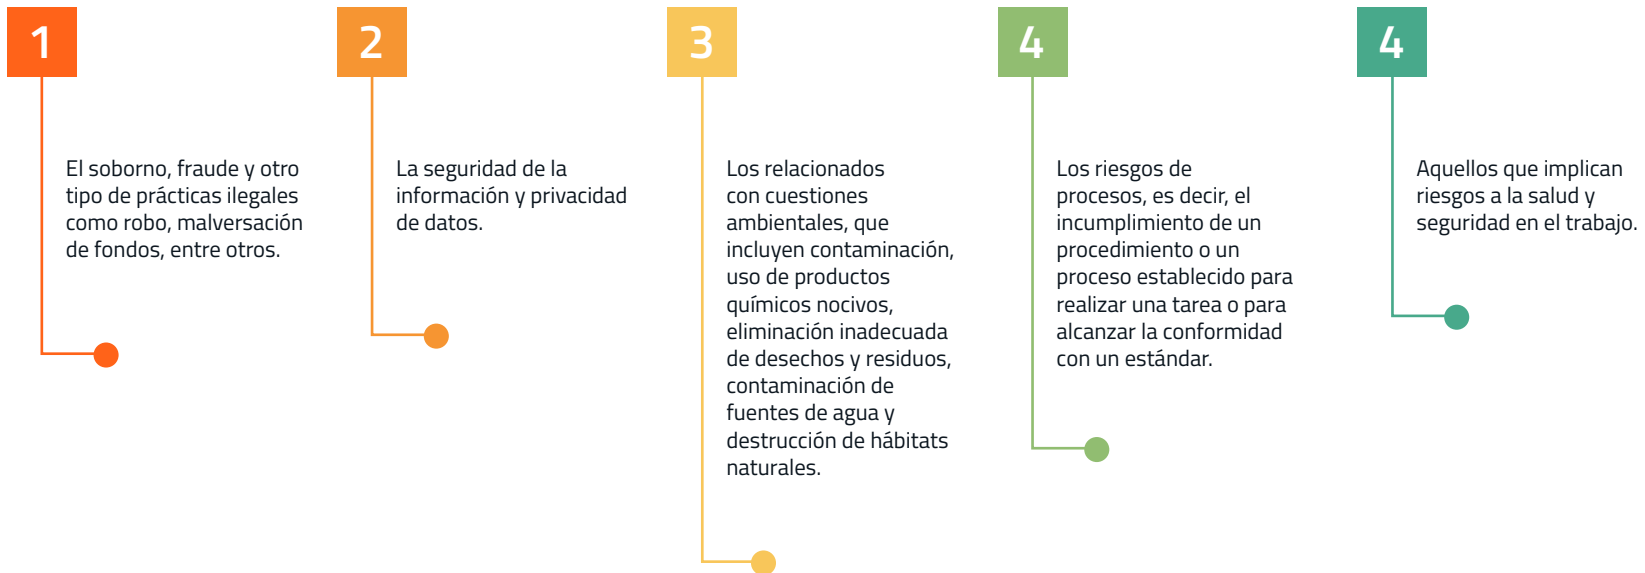 1
El soborno, fraude y otro
tipo de prácticas ilegales
como robo, malversación
de fondos, entre otros.
2
La seguridad de la
información y privacidad
de datos.
3
Los relacionados
con cuestiones
ambientales, que
incluyen contaminación,
uso de productos
químicos nocivos,
eliminación inadecuada
de desechos y residuos,
contaminación de
fuentes de agua y
destrucción de hábitats
naturales.
4
Los riesgos de
procesos, es decir, el
incumplimiento de un
procedimiento o un
proceso establecido para
realizar una tarea o para
alcanzar la conformidad
con un estándar.
4
Aquellos que implican
riesgos a la salud y
seguridad en el trabajo.